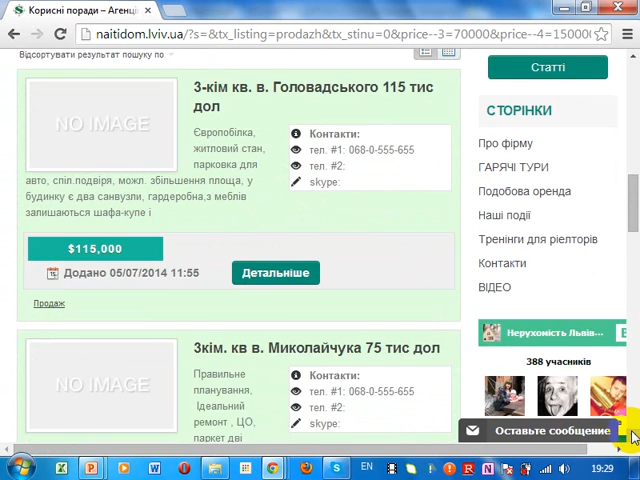 Корисні поради – Агенці
naitidom.lviv.ua/?s=&tx_listing=prodazh&tx_stinu=0&price--3=70000&price--4=15000
Відсортувати результат пошуку по
Статті
NO IMAGE
3-кім кв. в. Головадського 115 тис
дол
Європобілка,
житловий стан,
парковка для
авто, спіл.подвіря, можл. збільшення площа, у
будинку є два санвузли, гардеробна,з меблів
залишаються шафа-купе і
Контакти:
тел. #1: 068-0-555-655
тел. #2:
skype:
$115,000
Додано 05/07/2014 11:55
Детальніше
Продаж
СТОРІНКИ
Про фірму
ГАРЯЧІ ТУРИ
Подобова оренда
Наші події
Тренінги для ріелторів
Контакти
ВІДЕО
Нерухомість Львів...
388 учасників
NO IMAGE
3кім. кв в. Миколайчука 75 тис дол
Правильне
планування,
Ідеальний
ремонт , ЦО,
паркет дві
Контакти:
тел. #1: 068-0-555-655
тел. #2:
skype:
Оставьте сообщение
EN
19:29